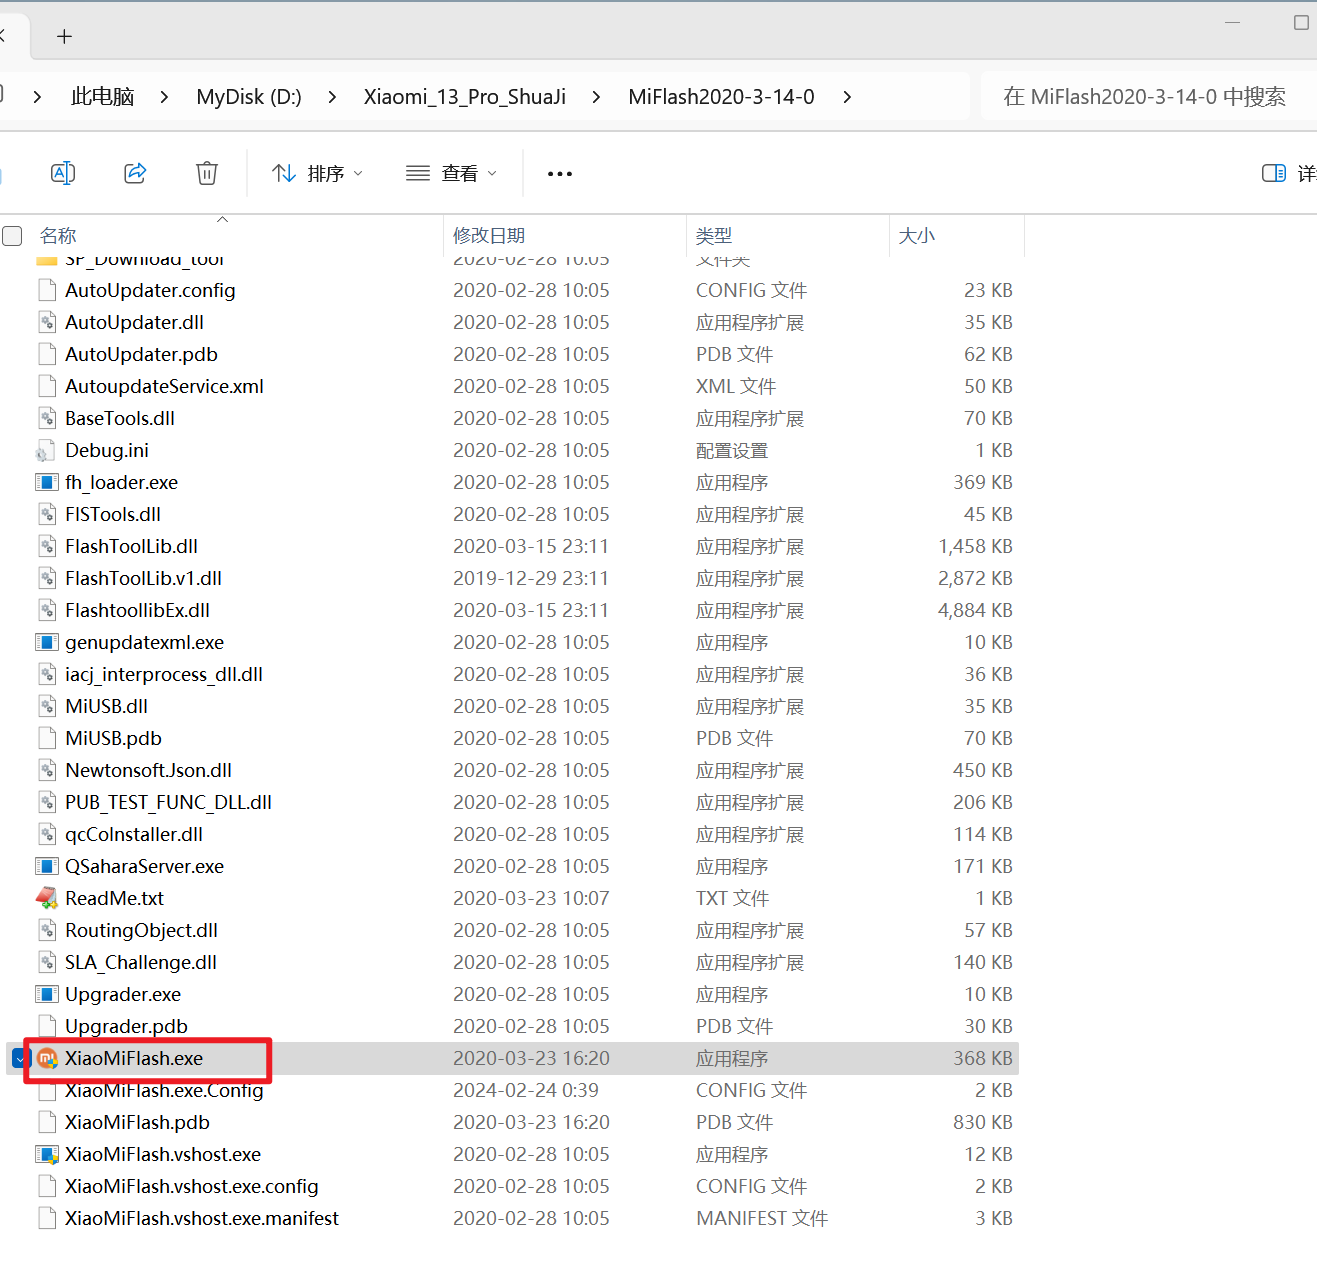 此电脑 MyDisk (D:) Xiaomi_13_Pro_ShuaJi MiFlash2020-3-14-0 在 MiFlash2020-3-14-0 中搜索
排序 查看 ••• 详
名称 修改日期 类型 大小
SP_Download_tool 2020-02-28 10:05 文件夹
AutoUpdater.config 2020-02-28 10:05 CONFIG 文件 23 KB
AutoUpdater.dll 2020-02-28 10:05 应用程序扩展 35 KB
AutoUpdater.pdb 2020-02-28 10:05 PDB 文件 62 KB
AutoupdateService.xml 2020-02-28 10:05 XML 文件 50 KB
BaseTools.dll 2020-02-28 10:05 应用程序扩展 70 KB
Debug.ini 2020-02-28 10:05 配置设置 1 KB
fh_loader.exe 2020-02-28 10:05 应用程序 369 KB
FISTools.dll 2020-02-28 10:05 应用程序扩展 45 KB
FlashToolLib.dll 2020-03-15 23:11 应用程序扩展 1,458 KB
FlashToolLib.v1.dll 2019-12-29 23:11 应用程序扩展 2,872 KB
FlashtoollibEx.dll 2020-03-15 23:11 应用程序扩展 4,884 KB
genupdatexml.exe 2020-02-28 10:05 应用程序 10 KB
iacj_interprocess_dll.dll 2020-02-28 10:05 应用程序扩展 36 KB
MiUSB.dll 2020-02-28 10:05 应用程序扩展 35 KB
MiUSB.pdb 2020-02-28 10:05 PDB 文件 70 KB
Newtonsoft.Json.dll 2020-02-28 10:05 应用程序扩展 450 KB
PUB_TEST_FUNC_DLL.dll 2020-02-28 10:05 应用程序扩展 206 KB
qcCoInstaller.dll 2020-02-28 10:05 应用程序扩展 114 KB
QSaharaServer.exe 2020-02-28 10:05 应用程序 171 KB
ReadMe.txt 2020-03-23 10:07 TXT 文件 1 KB
RoutingObject.dll 2020-02-28 10:05 应用程序扩展 57 KB
SLA_Challenge.dll 2020-02-28 10:05 应用程序扩展 140 KB
Upgrader.exe 2020-02-28 10:05 应用程序 10 KB
Upgrader.pdb 2020-02-28 10:05 PDB 文件 30 KB
XiaoMiFlash.exe 2020-03-23 16:20 应用程序 368 KB
XiaoMiFlash.exe.Config 2024-02-24 0:39 CONFIG 文件 2 KB
XiaoMiFlash.pdb 2020-03-23 16:20 PDB 文件 830 KB
XiaoMiFlash.vshost.exe 2020-02-28 10:05 应用程序 12 KB
XiaoMiFlash.vshost.exe.config 2020-02-28 10:05 CONFIG 文件 2 KB
XiaoMiFlash.vshost.exe.manifest 2020-02-28 10:05 MANIFEST 文件 3 KB